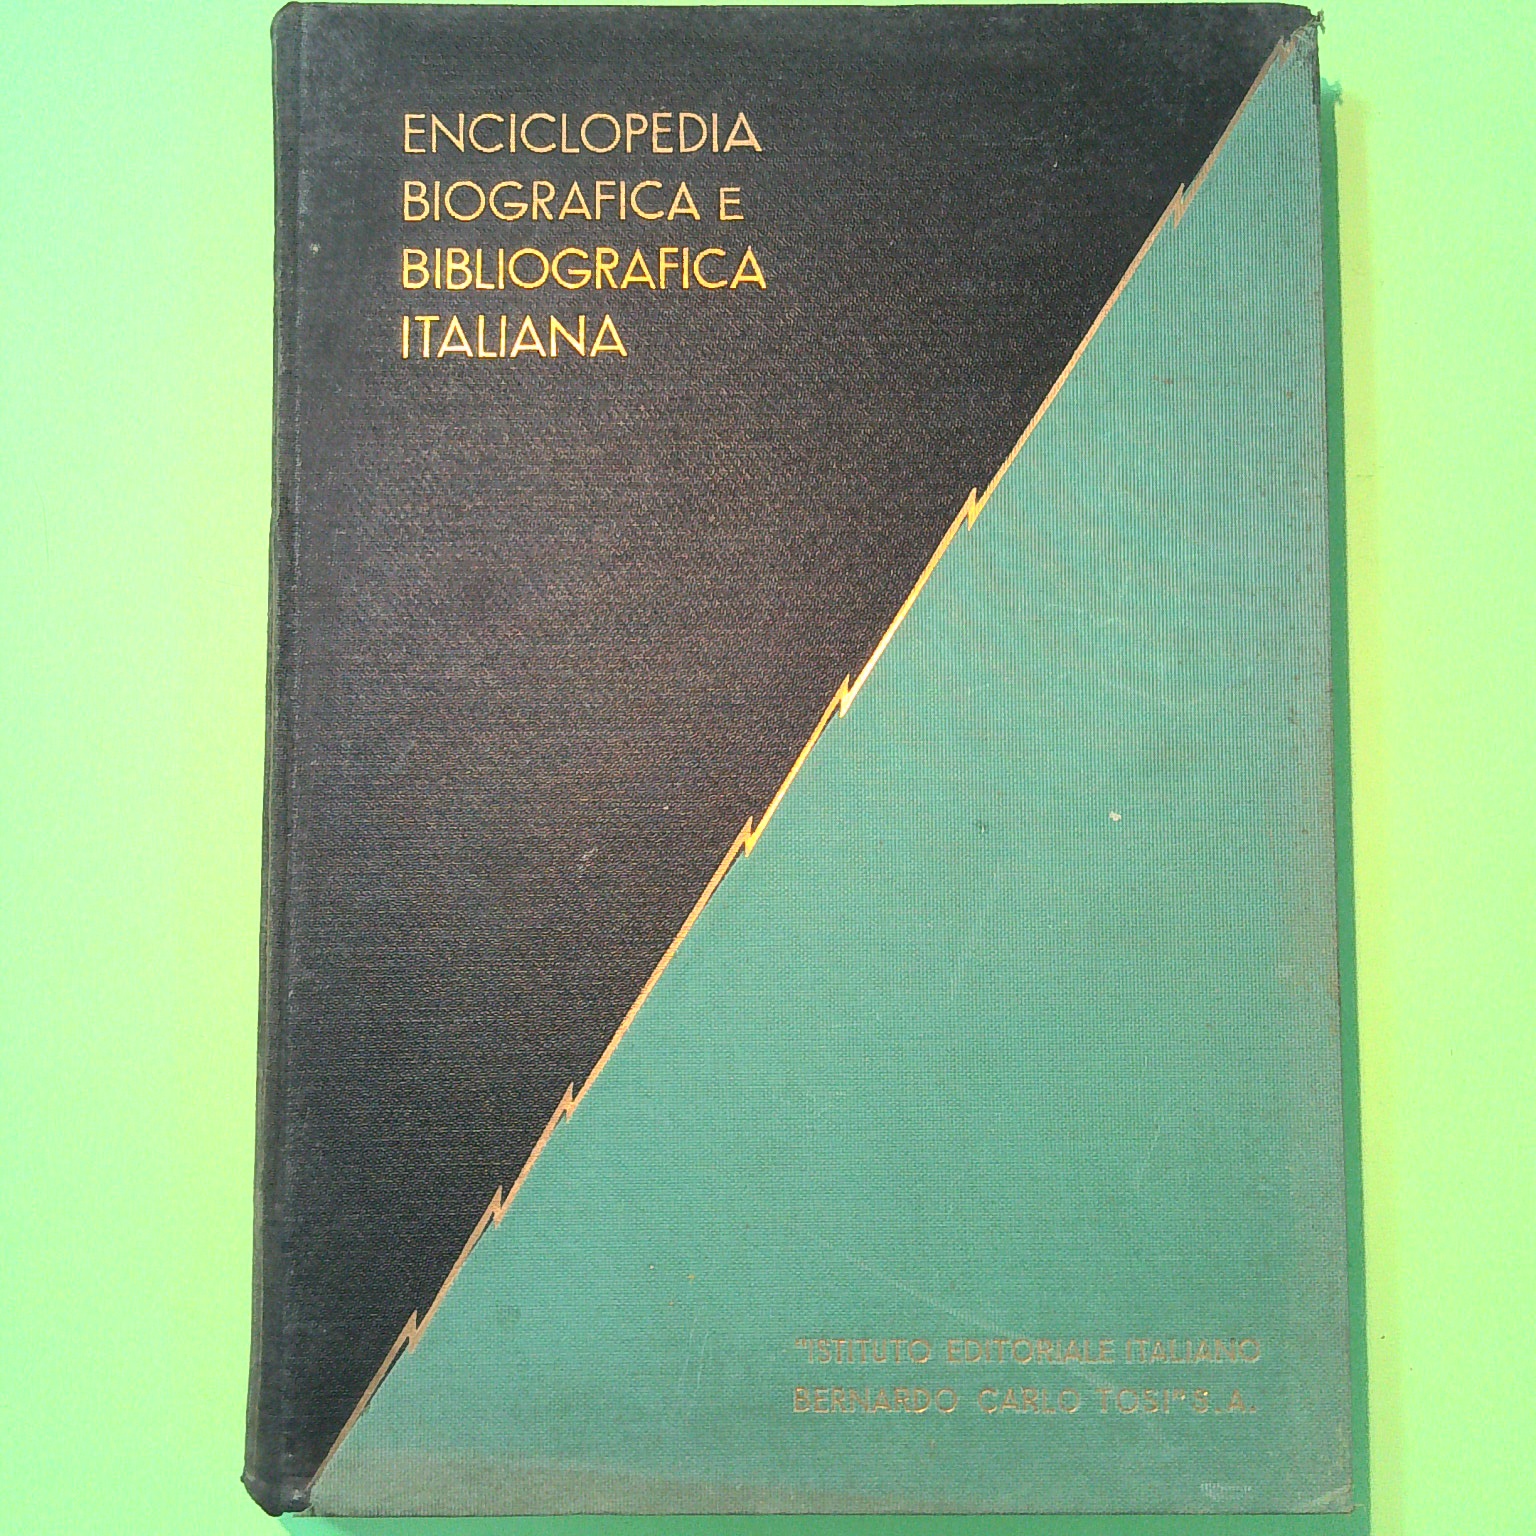 ENCICLOPEDIA
BIOGRAFICA E
BIBLIOGRAFICA
ITALIANA
"ISTITUTO EDITORIALE ITALIANO
BERNARDO CARLO TOSI" S. A.